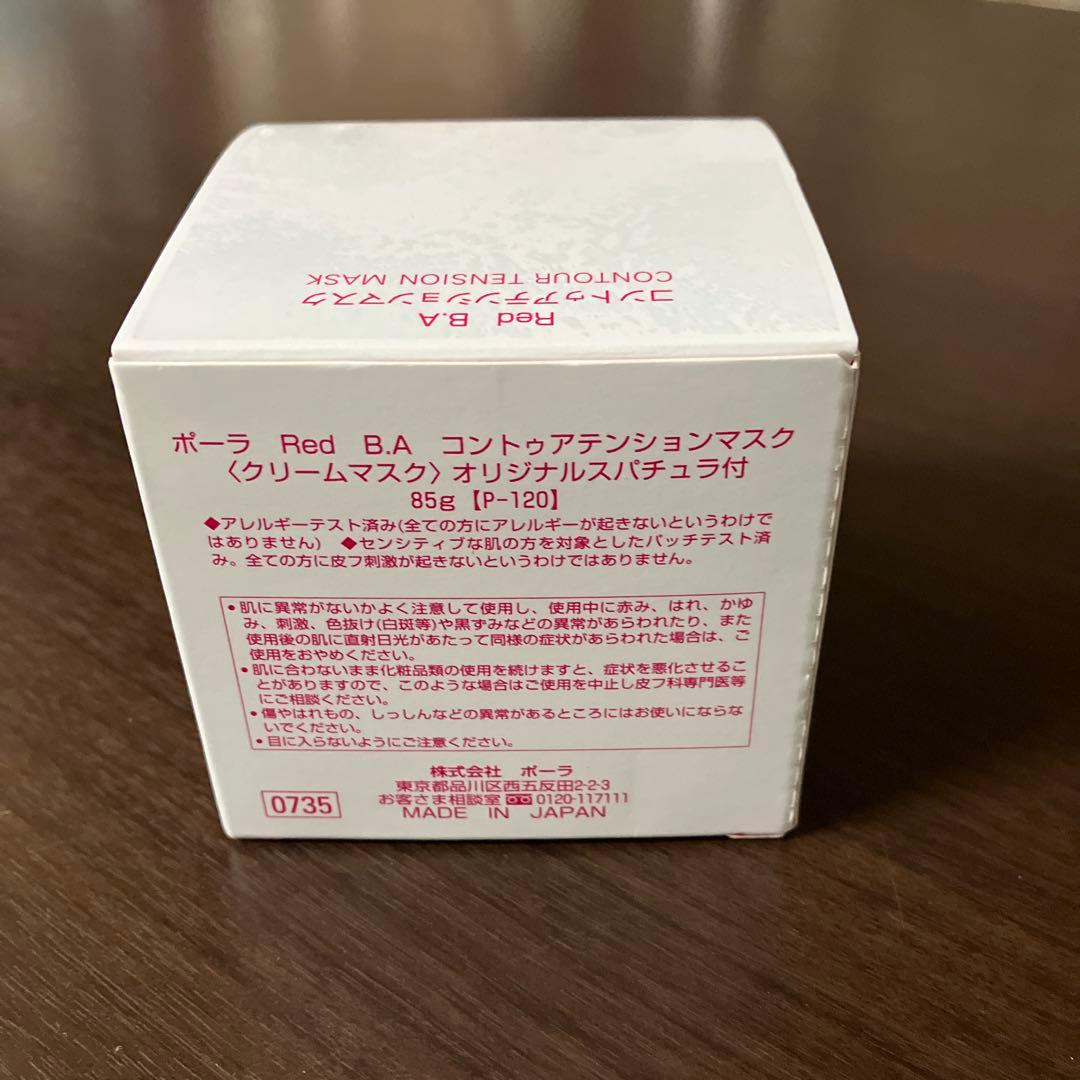 Red B.A
コントゥアテンションマスク
CONTOUR TENSION MASK
ポーラ Red B.A コントゥアテンションマスク
〈クリームマスク〉オリジナルスパチュラ付
85g【P-120】
◆アレルギーテスト済み(全ての方にアレルギーが起きないというわけで
はありません) ◆センシティブな肌の方を対象としたパッチテスト済
み。全ての方に皮フ刺激が起きないというわけではありません。
•肌に異常がないかよく注意して使用し、使用中に赤み、はれ、かゆ
み、刺激、色抜け(白斑等)や黒ずみなどの異常があらわれたり、また
使用後の肌に直射日光があたって同様の症状があらわれた場合は、ご
使用をおやめください。
•肌に合わないまま化粧品類の使用を続けますと、症状を悪化させるこ
とがありますので、このような場合はご使用を中止し皮フ科専門医等
にご相談ください。
•傷やはれもの、しっしんなどの異常があるところにはお使いにならな
いでください。
•目に入らないようにご注意ください。
株式会社 ポーラ
東京都品川区西五反田2-2-3
お客さま相談室 0120-117111
MADE IN JAPAN
0735